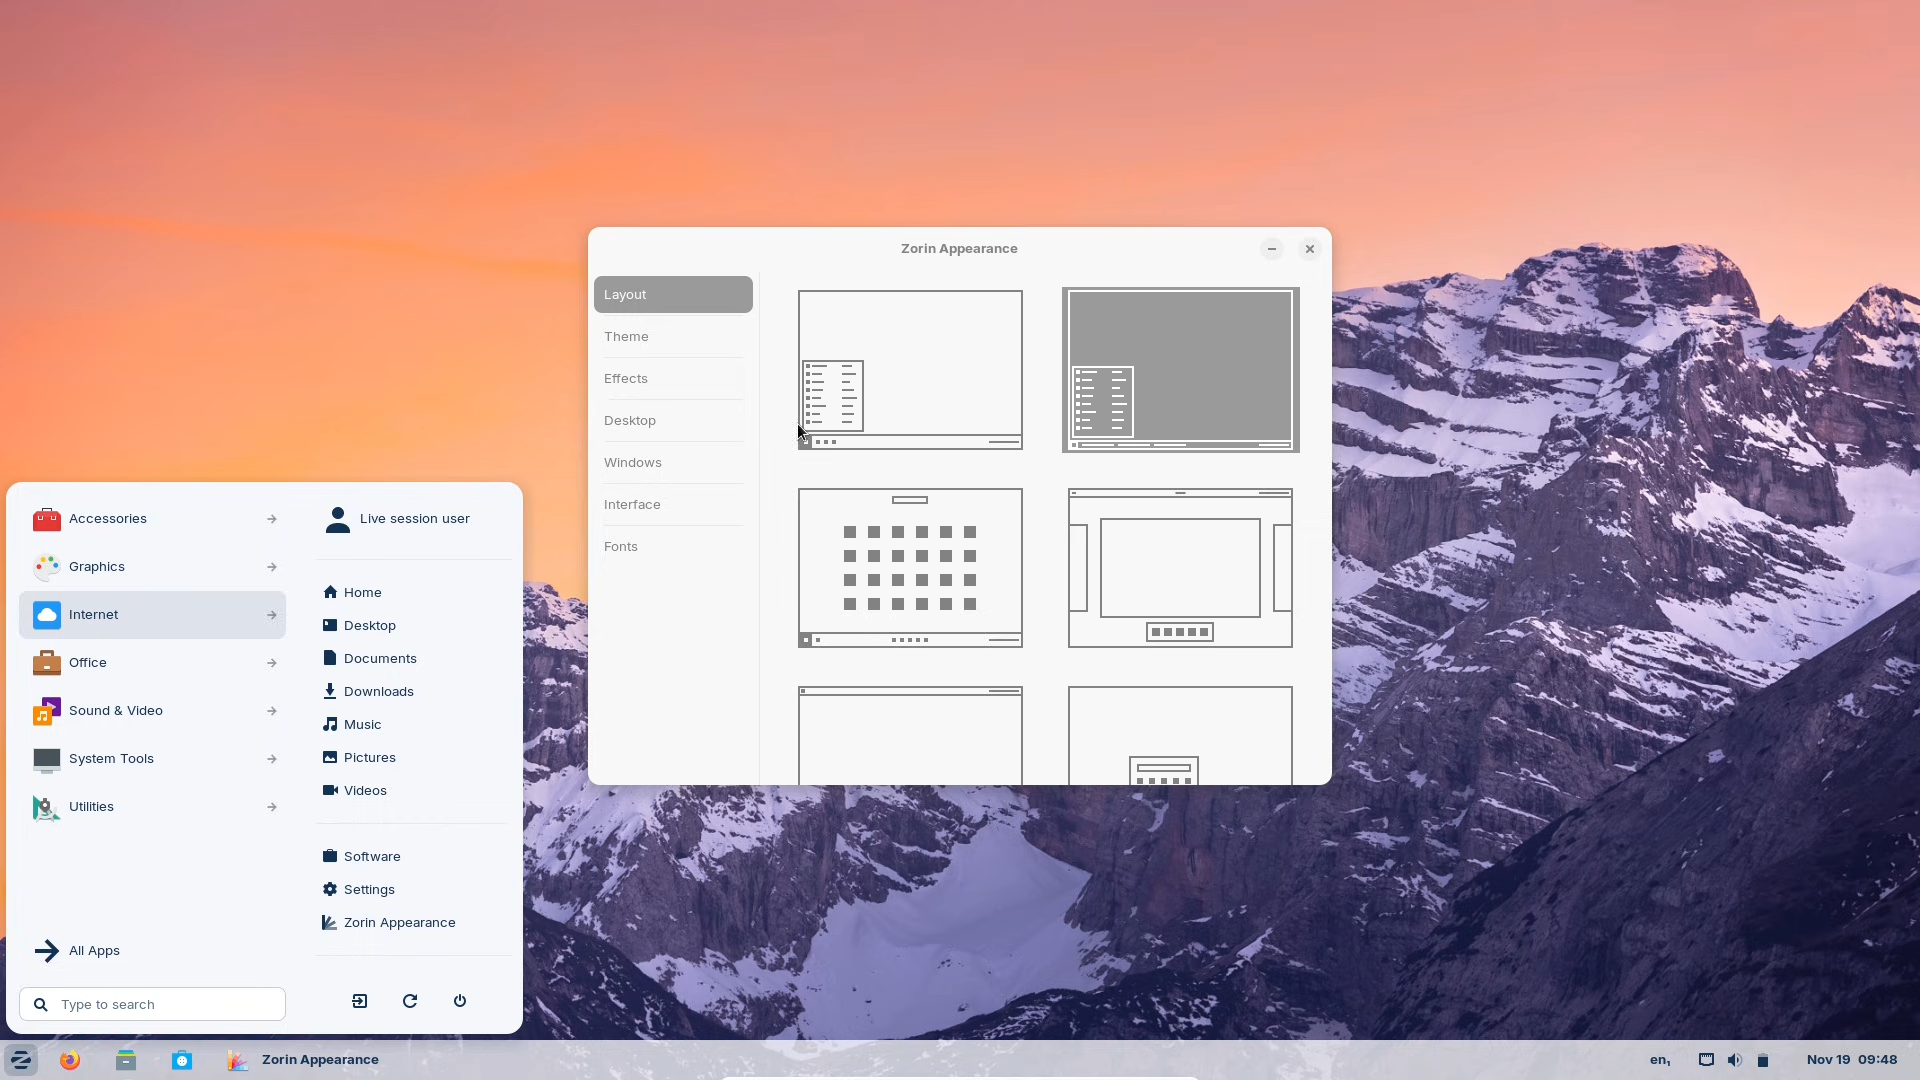 Zorin Appearance
Layout
Theme
Effects
Desktop
Windows
Interface
Fonts
Accessories
Graphics
Internet
Office
Sound & Video
System Tools
Utilities
All Apps
Type to search
Live session user
Home
Desktop
Documents
Downloads
Music
Pictures
Videos
Software
Settings
Zorin Appearance
Zorin Appearance
en₁
Nov 19 09:48